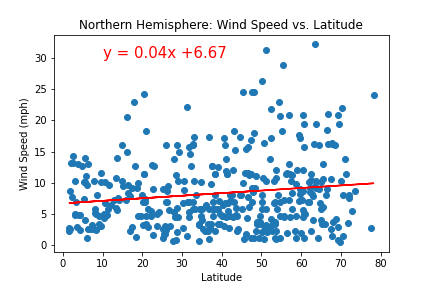 Northern Hemisphere: Wind Speed vs. Latitude
y = 0.04x +6.67
Wind Speed (mph)
30
25
20
15
10
5
0
0 10 20 30 40 50 60 70 80
Latitude